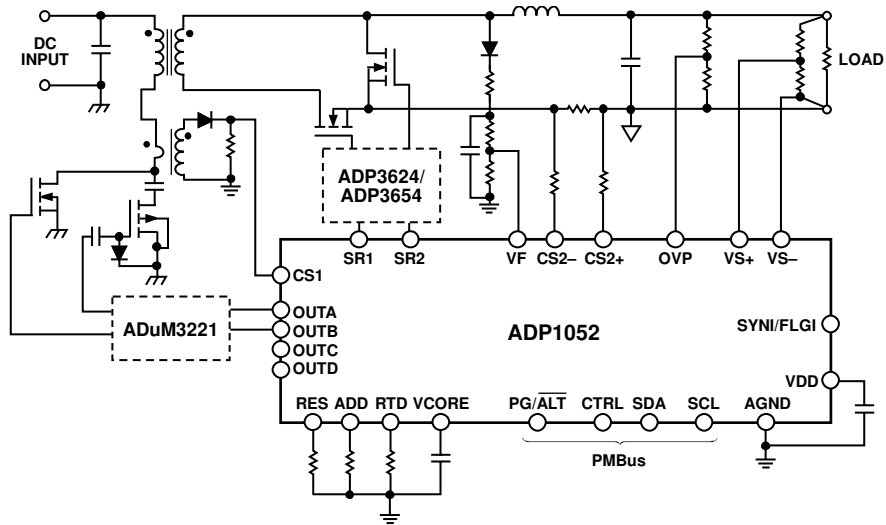 DC
INPUT
LOAD
ADP3624/
ADP3654
SR1 SR2 VF CS2– CS2+ OVP VS+ VS–
CS1
OUTA
OUTB
OUTC
OUTD
ADuM3221
ADP1052
SYNI/FLGI
VDD
RES ADD RTD VCORE PG/ALT CTRL SDA SCL AGND
PMBus